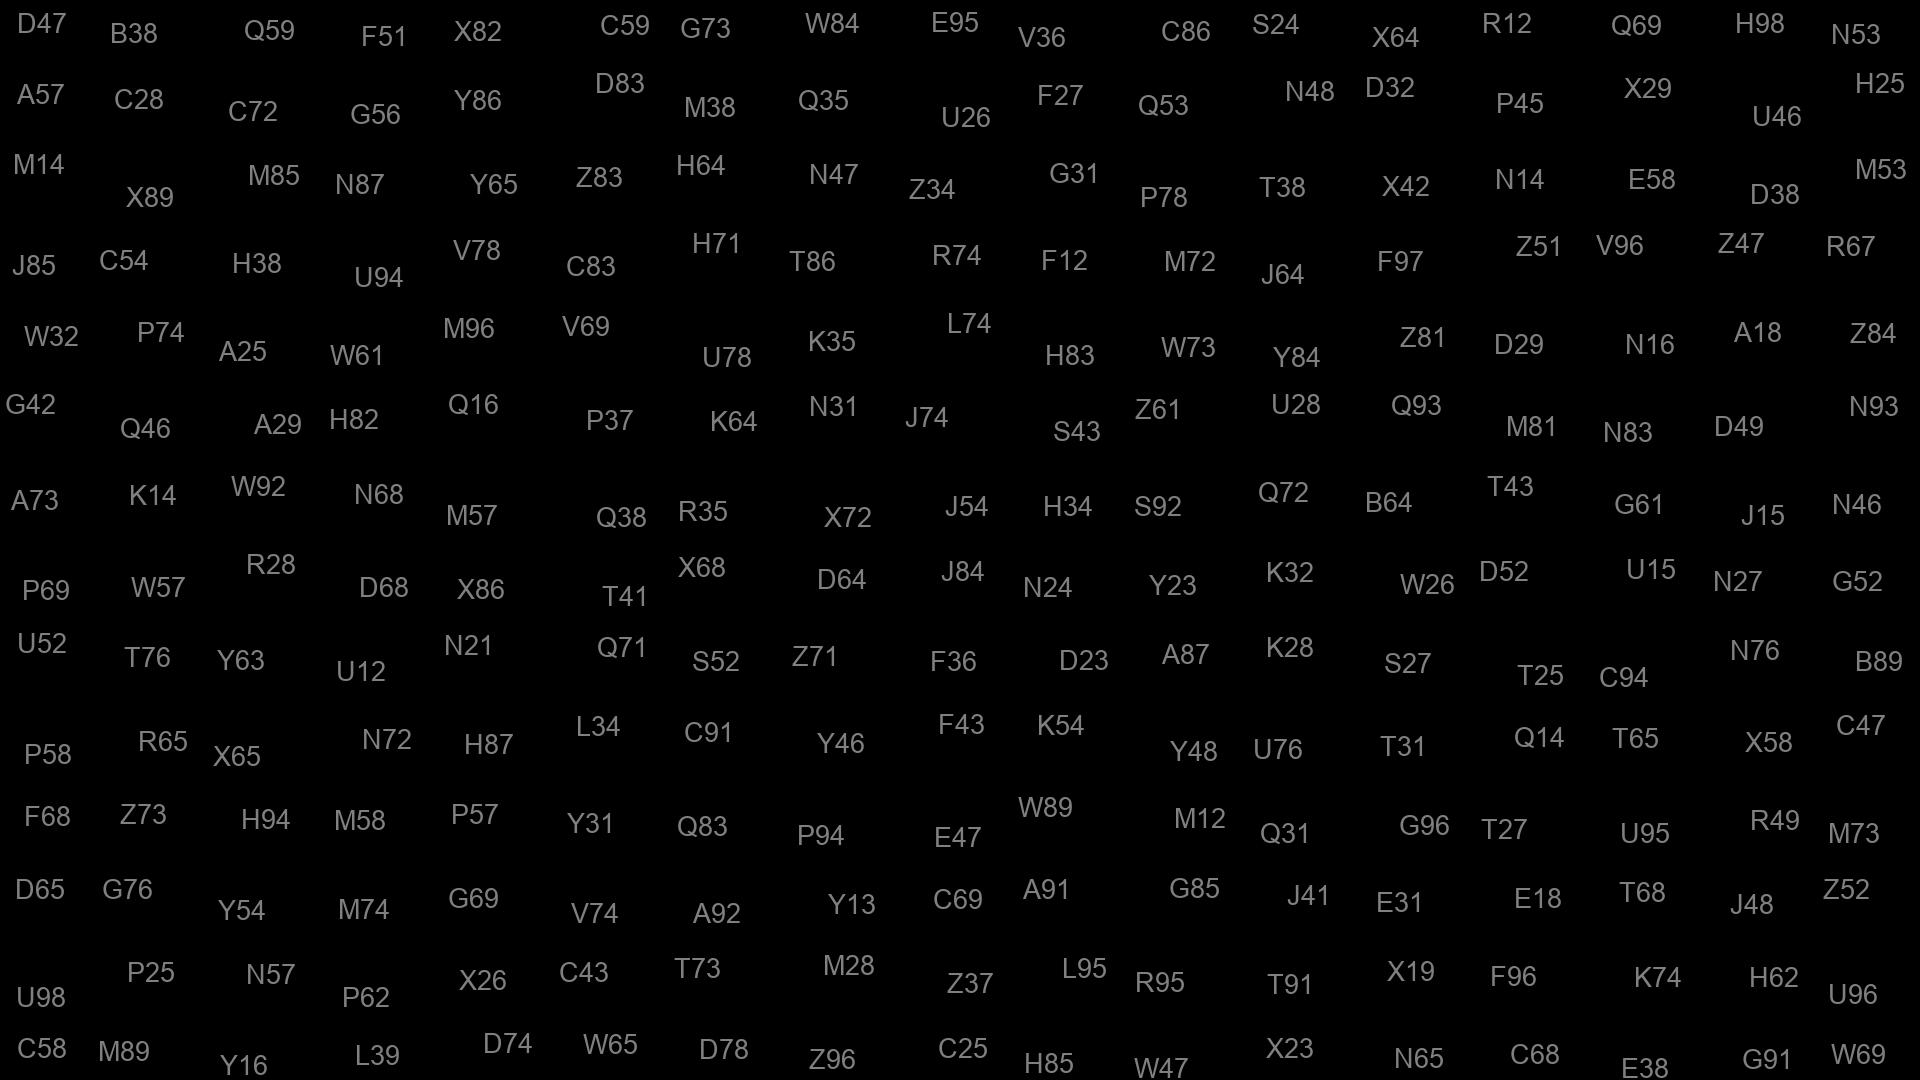 D47 B38 Q59 F51 X82 C59 G73 W84 E95 V36 C86 S24 X64 R12 Q69 H98 N53
A57 C28 C72 G56 Y86 D83 M38 Q35 U26 F27 Q53 N48 D32 P45 X29 U46 H25
M14 X89 M85 N87 Y65 Z83 H64 N47 Z34 G31 P78 T38 X42 N14 E58 D38 M53
J85 C54 H38 U94 V78 C83 H71 T86 R74 F12 M72 J64 F97 Z51 V96 Z47 R67
W32 P74 A25 W61 M96 V69 U78 K35 L74 H83 W73 Y84 Z81 D29 N16 A18 Z84
G42 Q46 A29 H82 Q16 P37 K64 N31 J74 S43 Z61 U28 Q93 M81 N83 D49 N93
A73 K14 W92 N68 M57 Q38 R35 X72 J54 H34 S92 Q72 B64 T43 G61 J15 N46
P69 W57 R28 D68 X86 T41 X68 D64 J84 N24 Y23 K32 W26 D52 U15 N27 G52
U52 T76 Y63 U12 N21 Q71 S52 Z71 F36 D23 A87 K28 S27 T25 C94 N76 B89
P58 R65 X65 N72 H87 L34 C91 Y46 F43 K54 Y48 U76 T31 Q14 T65 X58 C47
F68 Z73 H94 M58 P57 Y31 Q83 P94 E47 W89 M12 Q31 G96 T27 U95 R49 M73
D65 G76 Y54 M74 G69 V74 A92 Y13 C69 A91 G85 J41 E31 E18 T68 J48 Z52
U98 P25 N57 P62 X26 C43 T73 M28 Z37 L95 R95 T91 X19 F96 K74 H62 U96
C58 M89 Y16 L39 D74 W65 D78 Z96 C25 H85 W47 X23 N65 C68 E38 G91 W69